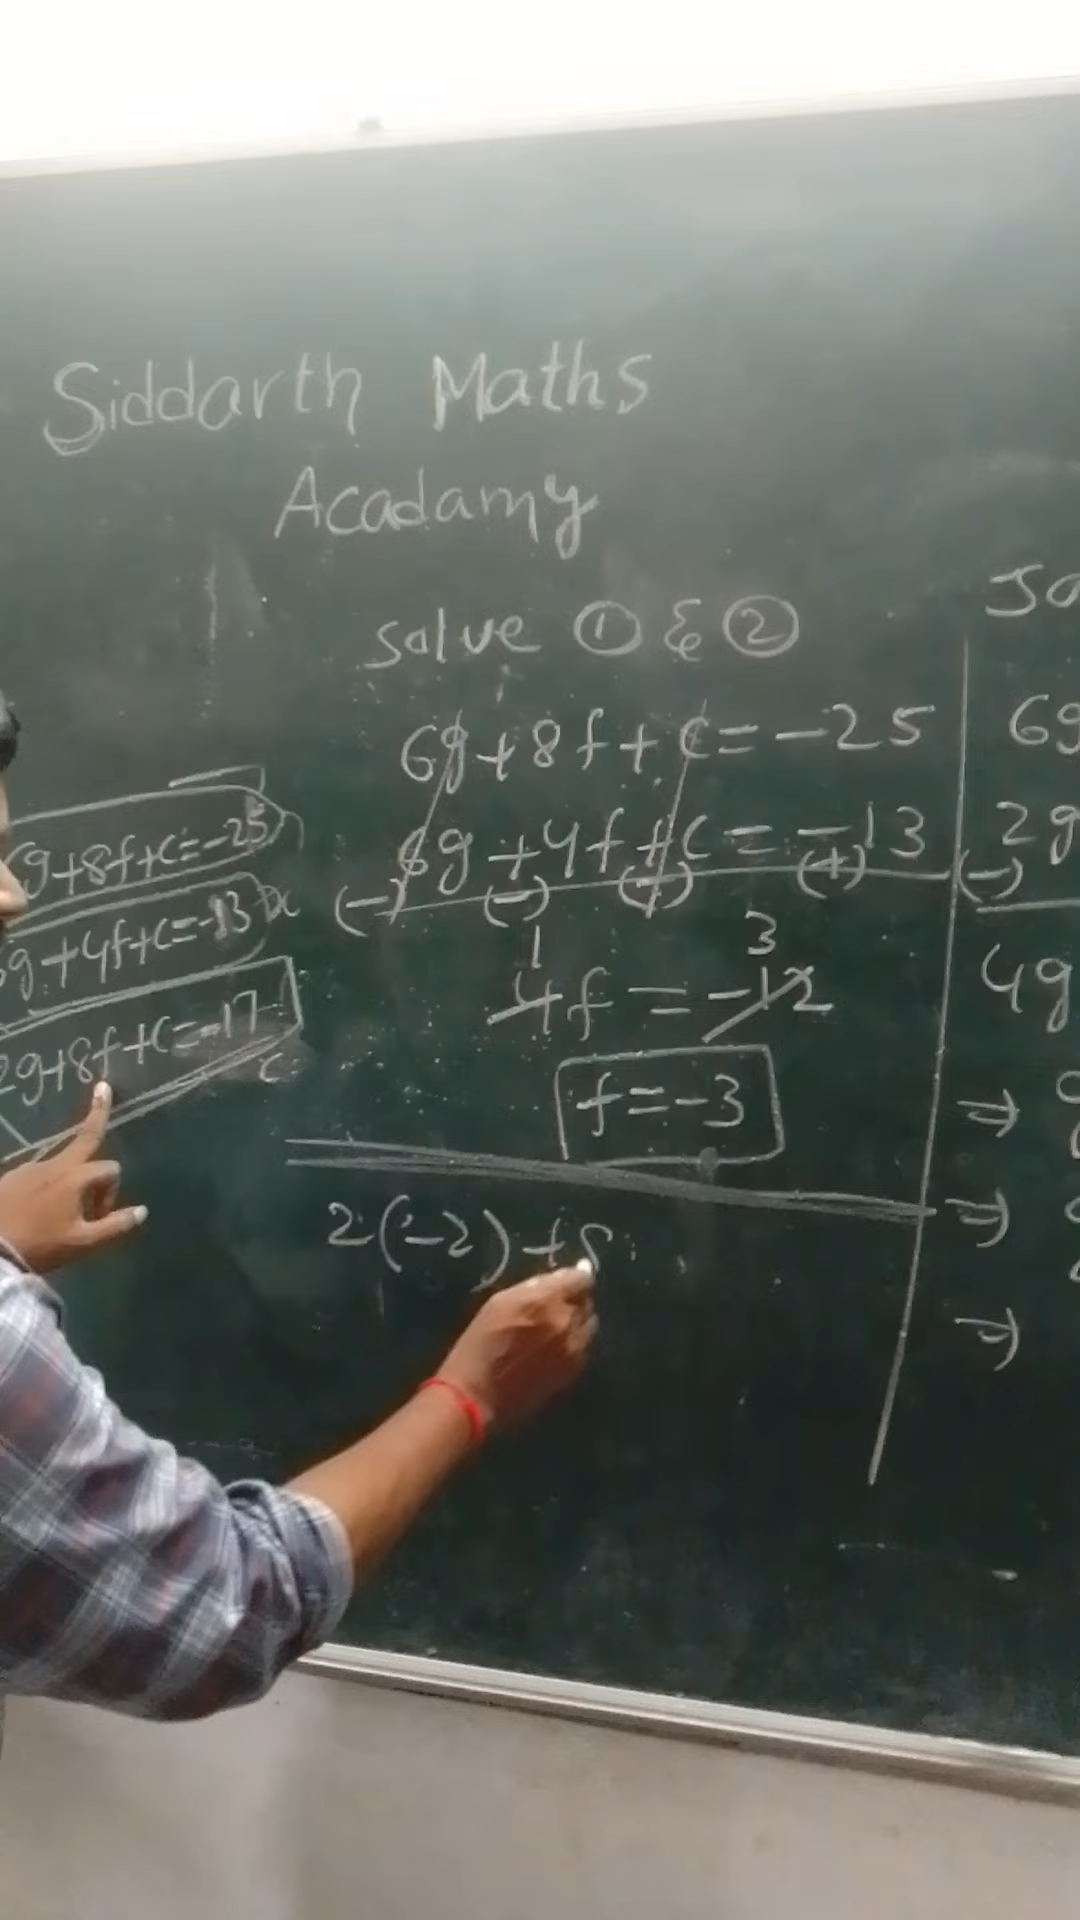 Siddarth Maths
Acadamy
solve ① & ②
6g+8f+c=-25
6g+4f+c=-13
(-) (-) (-) (+)
1 3
4f=-12
f=-3
2(-2)+8
g+8f+c=-25
6g+4f+c=-13
2g+8f+c=-17
6g
2g
(-)
4g
⇒
⇒
⇒